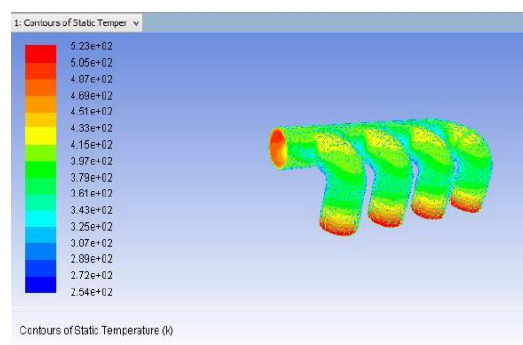 1: Contours of Static Temper
5.23e+02
5.05e+02
4.87e+02
4.69e+02
4.51e+02
4.33e+02
4.15e+02
3.97e+02
3.79e+02
3.61e+02
3.43e+02
3.25e+02
3.07e+02
2.89e+02
2.72e+02
2.54e+02
Contours of Static Temperature (k)